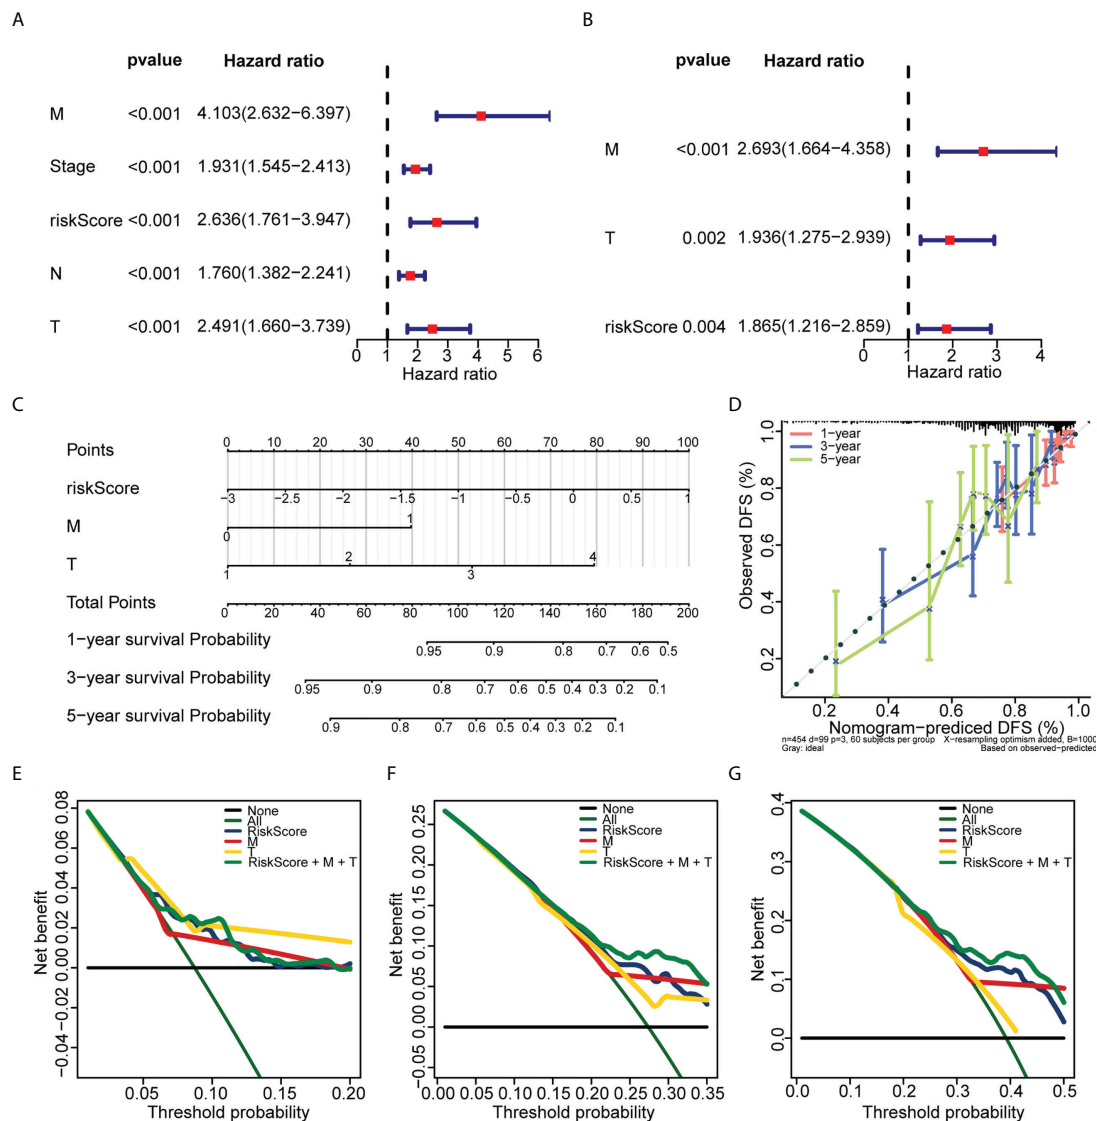 A
pvalue Hazard ratio
M <0.001 4.103(2.632−6.397)
Stage <0.001 1.931(1.545−2.413)
riskScore <0.001 2.636(1.761−3.947)
N <0.001 1.760(1.382−2.241)
T <0.001 2.491(1.660−3.739)
0 1 2 3 4 5 6
Hazard ratio
B
pvalue Hazard ratio
M <0.001 2.693(1.664−4.358)
T 0.002 1.936(1.275−2.939)
riskScore 0.004 1.865(1.216−2.859)
0 1 2 3 4
Hazard ratio
C
Points 0 10 20 30 40 50 60 70 80 90 100
riskScore −3 −2.5 −2 −1.5 −1 −0.5 0 0.5 1
M 0 1
T 1 2 3 4
Total Points 0 20 40 60 80 100 120 140 160 180 200
1−year survival Probability 0.95 0.9 0.8 0.7 0.6 0.5
3−year survival Probability 0.95 0.9 0.8 0.7 0.6 0.5 0.4 0.3 0.2 0.1
5−year survival Probability 0.9 0.8 0.7 0.6 0.5 0.4 0.3 0.2 0.1
D
1-year
3-year
5-year
Observed DFS (%)
0.2 0.4 0.6 0.8 1.0
0.2 0.4 0.6 0.8 1.0
Nomogram-prediced DFS (%)
n=454 d=99 p=3, 60 subjects per group X-resampling optimism added, B=1000
Gray: ideal Based on observed-predicted
E
None
All
RiskScore
M
T
RiskScore + M + T
Net benefit
−0.04 −0.02 0.00 0.02 0.04 0.06 0.08
0.05 0.10 0.15 0.20
Threshold probability
F
None
All
RiskScore
M
T
RiskScore + M + T
Net benefit
−0.05 0.00 0.05 0.10 0.15 0.20 0.25
0.00 0.05 0.10 0.15 0.20 0.25 0.30 0.35
Threshold probability
G
None
All
RiskScore
M
T
RiskScore + M + T
Net benefit
0.0 0.1 0.2 0.3 0.4
0.0 0.1 0.2 0.3 0.4 0.5
Threshold probability